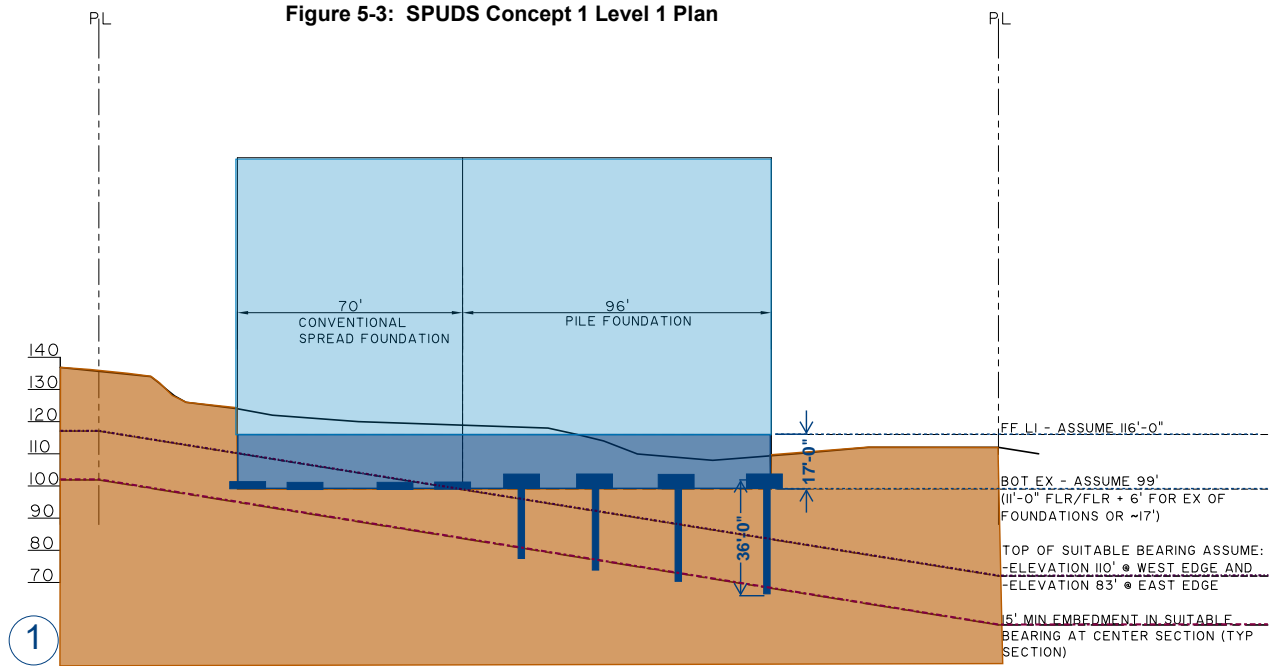 Figure 5-3: SPUDS Concept 1 Level 1 Plan
PL
PL
70'
CONVENTIONAL
SPREAD FOUNDATION
96'
PILE FOUNDATION
140
130
120
110
100
90
80
70
17'-0"
36'-0"
FF L1 - ASSUME 116'-0"
BOT EX - ASSUME 99'
(11'-0" FLR/FLR + 6' FOR EX OF
FOUNDATIONS OR ~17')
TOP OF SUITABLE BEARING ASSUME:
-ELEVATION 110' @ WEST EDGE AND
-ELEVATION 83' @ EAST EDGE
15' MIN EMBEDMENT IN SUITABLE
BEARING AT CENTER SECTION (TYP
SECTION)
1